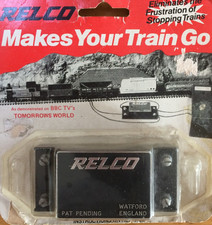 RELCO
Eliminates the
Frustration of
Stopping Trains
Makes Your Train Go
As demonstrated on BBC TV's
TOMORROWS WORLD
RELCO
WATFORD
PAT PENDING ENGLAND